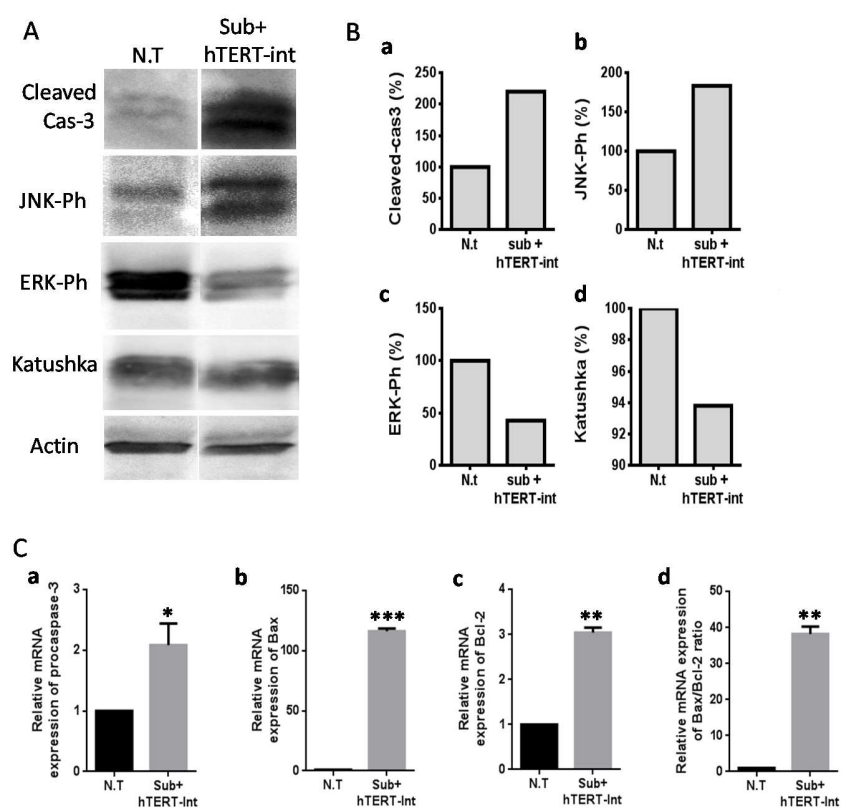 A
N.T
Sub+
hTERT-int
Cleaved
Cas-3
JNK-Ph
ERK-Ph
Katushka
Actin
B
a
Cleaved-cas3 (%)
250
200
150
100
50
0
N.t
sub +
hTERT-int
b
JNK-Ph (%)
200
150
100
50
0
N.t
sub +
hTERT-int
c
ERK-Ph (%)
150
100
50
0
N.t
sub +
hTERT-int
d
Katushka (%)
100
98
96
94
92
90
N.t
sub +
hTERT-int
C
a
Relative mRNA
expression of procaspase-3
3
2
1
0
*
N.T
Sub+
hTERT-Int
b
Relative mRNA
expression of Bax
150
100
50
0
***
N.T
Sub+
hTERT-Int
c
Relative mRNA
expression of Bcl-2
4
3
2
1
0
**
N.T
Sub+
hTERT-Int
d
Relative mRNA expression
of Bax/Bcl-2 ratio
50
40
30
20
10
0
**
N.T
Sub+
hTERT-Int